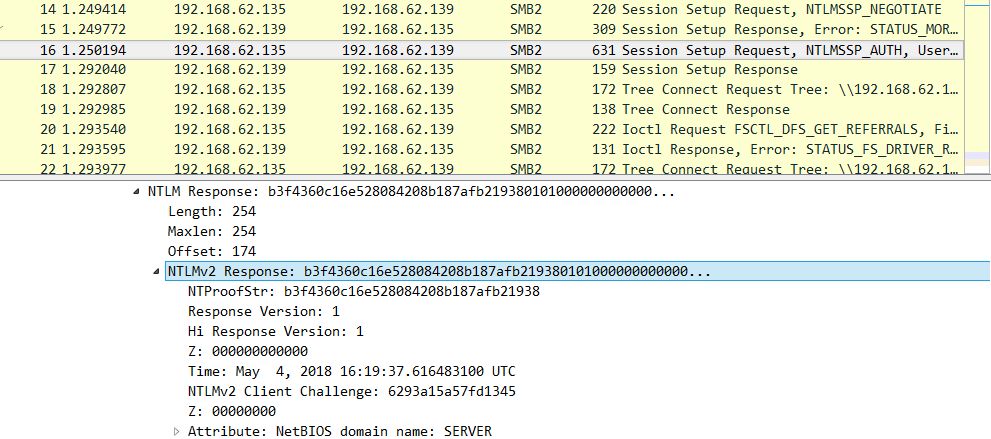 14 1.249414 192.168.62.135 192.168.62.139 SMB2 220 Session Setup Request, NTLMSSP_NEGOTIATE
15 1.249772 192.168.62.139 192.168.62.135 SMB2 309 Session Setup Response, Error: STATUS_MOR…
16 1.250194 192.168.62.135 192.168.62.139 SMB2 631 Session Setup Request, NTLMSSP_AUTH, User…
17 1.292040 192.168.62.139 192.168.62.135 SMB2 159 Session Setup Response
18 1.292807 192.168.62.135 192.168.62.139 SMB2 172 Tree Connect Request Tree: \\192.168.62.1…
19 1.292985 192.168.62.139 192.168.62.135 SMB2 138 Tree Connect Response
20 1.293540 192.168.62.135 192.168.62.139 SMB2 222 Ioctl Request FSCTL_DFS_GET_REFERRALS, Fi…
21 1.293595 192.168.62.139 192.168.62.135 SMB2 131 Ioctl Response, Error: STATUS_FS_DRIVER_R…
22 1.293977 192.168.62.135 192.168.62.139 SMB2 172 Tree Connect Request Tree: \\192.168.62.1…
NTLM Response: b3f4360c16e528084208b187afb219380101000000000000...
Length: 254
Maxlen: 254
Offset: 174
NTLMv2 Response: b3f4360c16e528084208b187afb219380101000000000000...
NTProofStr: b3f4360c16e528084208b187afb21938
Response Version: 1
Hi Response Version: 1
Z: 000000000000
Time: May  4, 2018 16:19:37.616483100 UTC
NTLMv2 Client Challenge: 6293a15a57fd1345
Z: 00000000
Attribute: NetBIOS domain name: SERVER